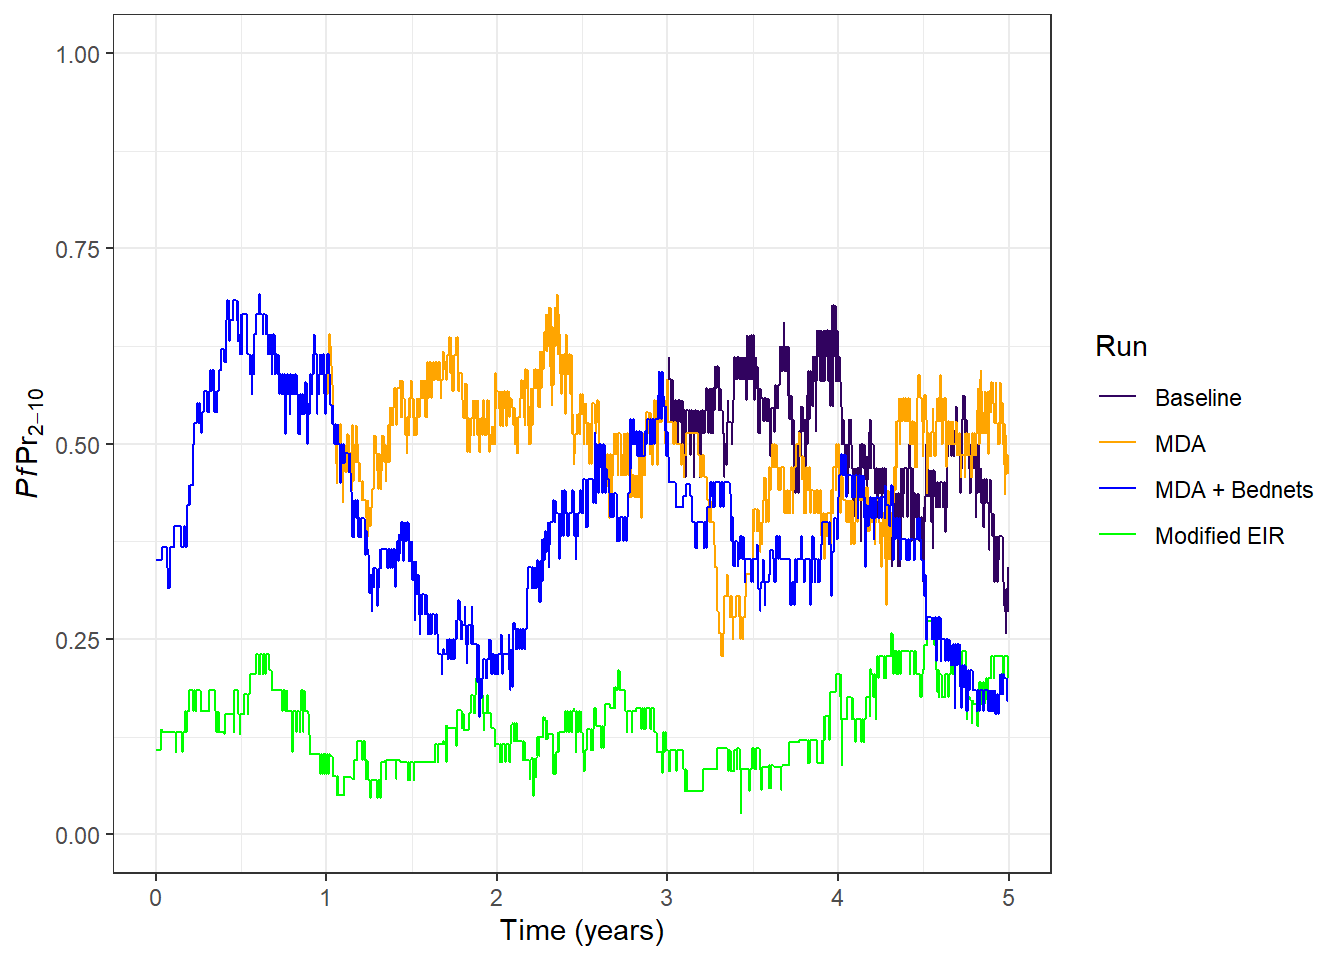 1.00
0.75
0.50
0.25
0.00
PfPr2−10
0 1 2 3 4 5
Time (years)
Run
Baseline
MDA
MDA + Bednets
Modified EIR